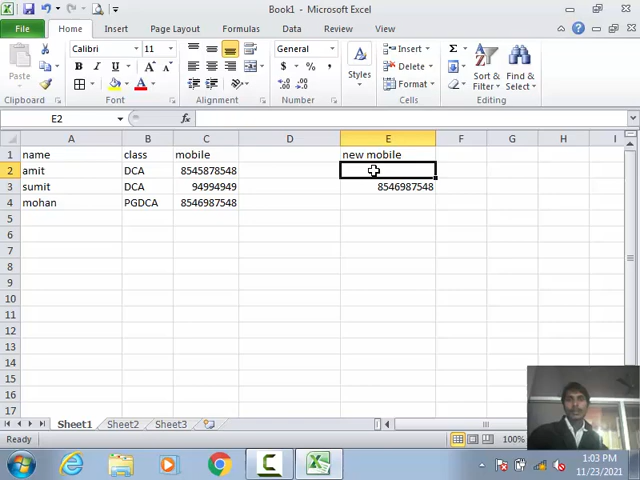 Book1 - Microsoft Excel
File Home Insert Page Layout Formulas Data Review View
Paste
Calibri 11
B I U
A A
General
$ % ,
Styles
Insert
Delete
Format
Σ
Sort & Filter
Find & Select
Clipboard Font Alignment Number Cells Editing
E2 fx
A B C D E F G H I
1 name class mobile new mobile
2 amit DCA 8545878548
3 sumit DCA 94994949 8546987548
4 mohan PGDCA 8546987548
5
6
7
8
9
10
11
12
13
14
15
16
17
Sheet1 Sheet2 Sheet3
Ready 100%
1:03 PM
11/23/2021